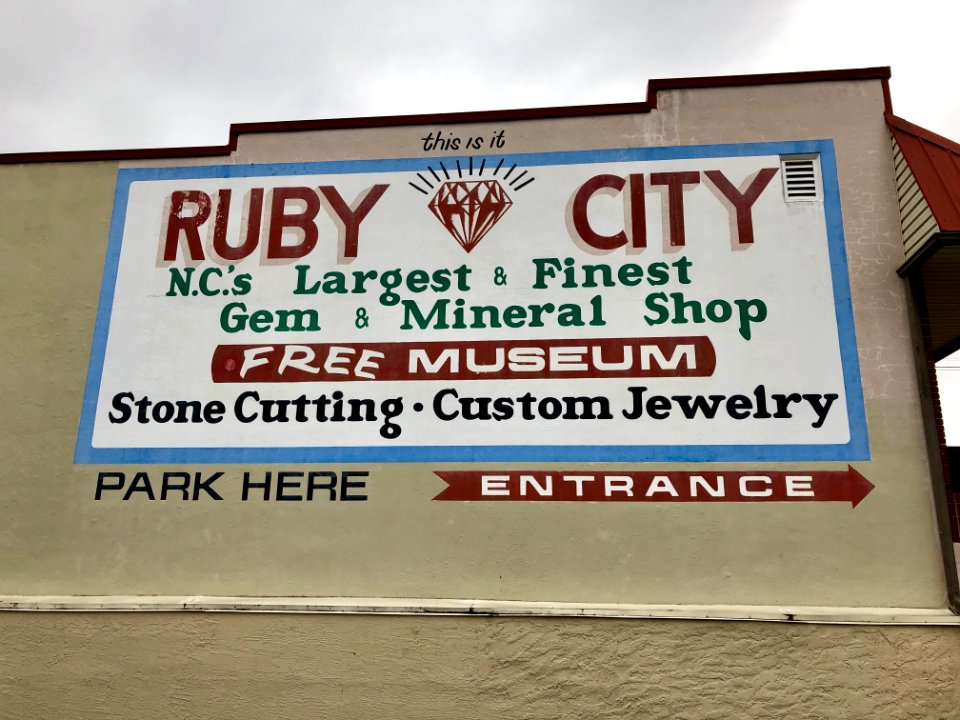 this is it
RUBY CITY
N.C.'s Largest & Finest
Gem & Mineral Shop
FREE MUSEUM
Stone Cutting · Custom Jewelry
PARK HERE ENTRANCE